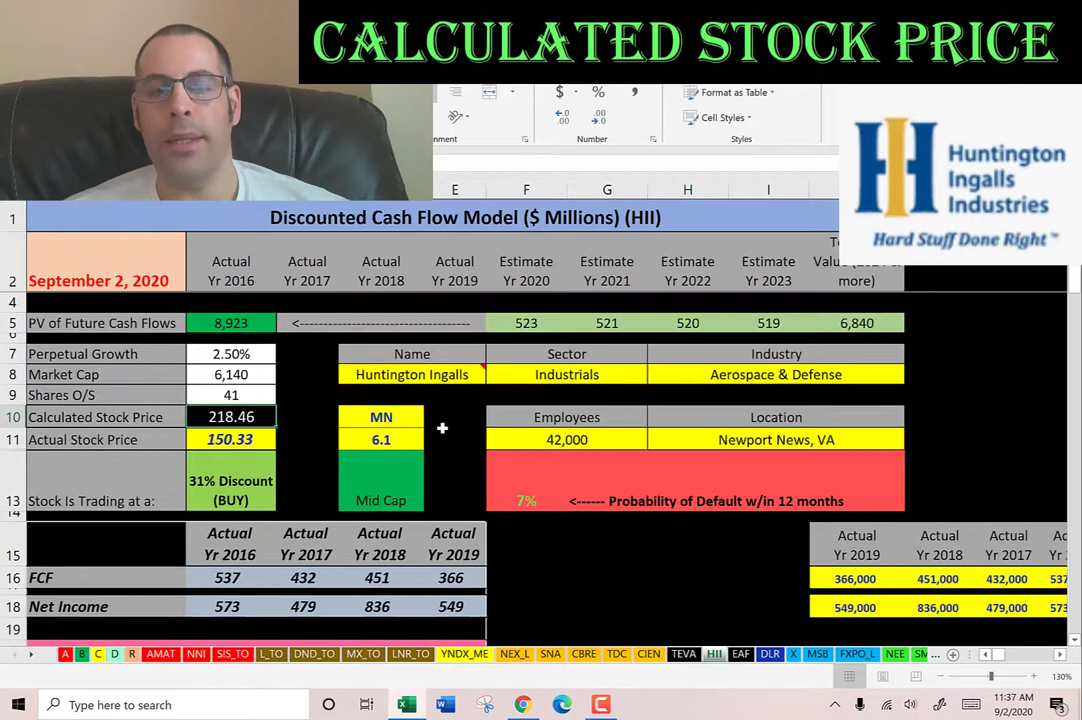 CALCULATED STOCK PRICE
$ % , Format as Table
Cell Styles
nment Number Styles
Huntington
Ingalls
Industries
Hard Stuff Done Right™
E F G H I
1 Discounted Cash Flow Model ($ Millions) (HII)
Actual Actual Actual Actual Estimate Estimate Estimate Estimate
2 September 2, 2020 Yr 2016 Yr 2017 Yr 2018 Yr 2019 Yr 2020 Yr 2021 Yr 2022 Yr 2023 more)
4
5 PV of Future Cash Flows 8,923 <------------------------------------- 523 521 520 519 6,840
7 Perpetual Growth 2.50% Name Sector Industry
8 Market Cap 6,140 Huntington Ingalls Industrials Aerospace & Defense
9 Shares O/S 41
10 Calculated Stock Price 218.46 MN Employees Location
11 Actual Stock Price 150.33 6.1 42,000 Newport News, VA
31% Discount
13 Stock Is Trading at a: (BUY) Mid Cap 7% <------ Probability of Default w/in 12 months
14
Actual Actual Actual Actual Actual Actual Actual
15 Yr 2016 Yr 2017 Yr 2018 Yr 2019 Yr 2019 Yr 2018 Yr 2017
16 FCF 537 432 451 366 366,000 451,000 432,000 537
18 Net Income 573 479 836 549 549,000 836,000 479,000 573
19
A B C D R AMAT NNI SIS_TO L_TO DND_TO MX_TO LNR_TO YNDX_ME NEX_L SNA CBRE TDC CIEN TEVA HII EAF DLR X MSB FXPO_L NEE SM ...
130%
Type here to search
11:37 AM
9/2/2020
3